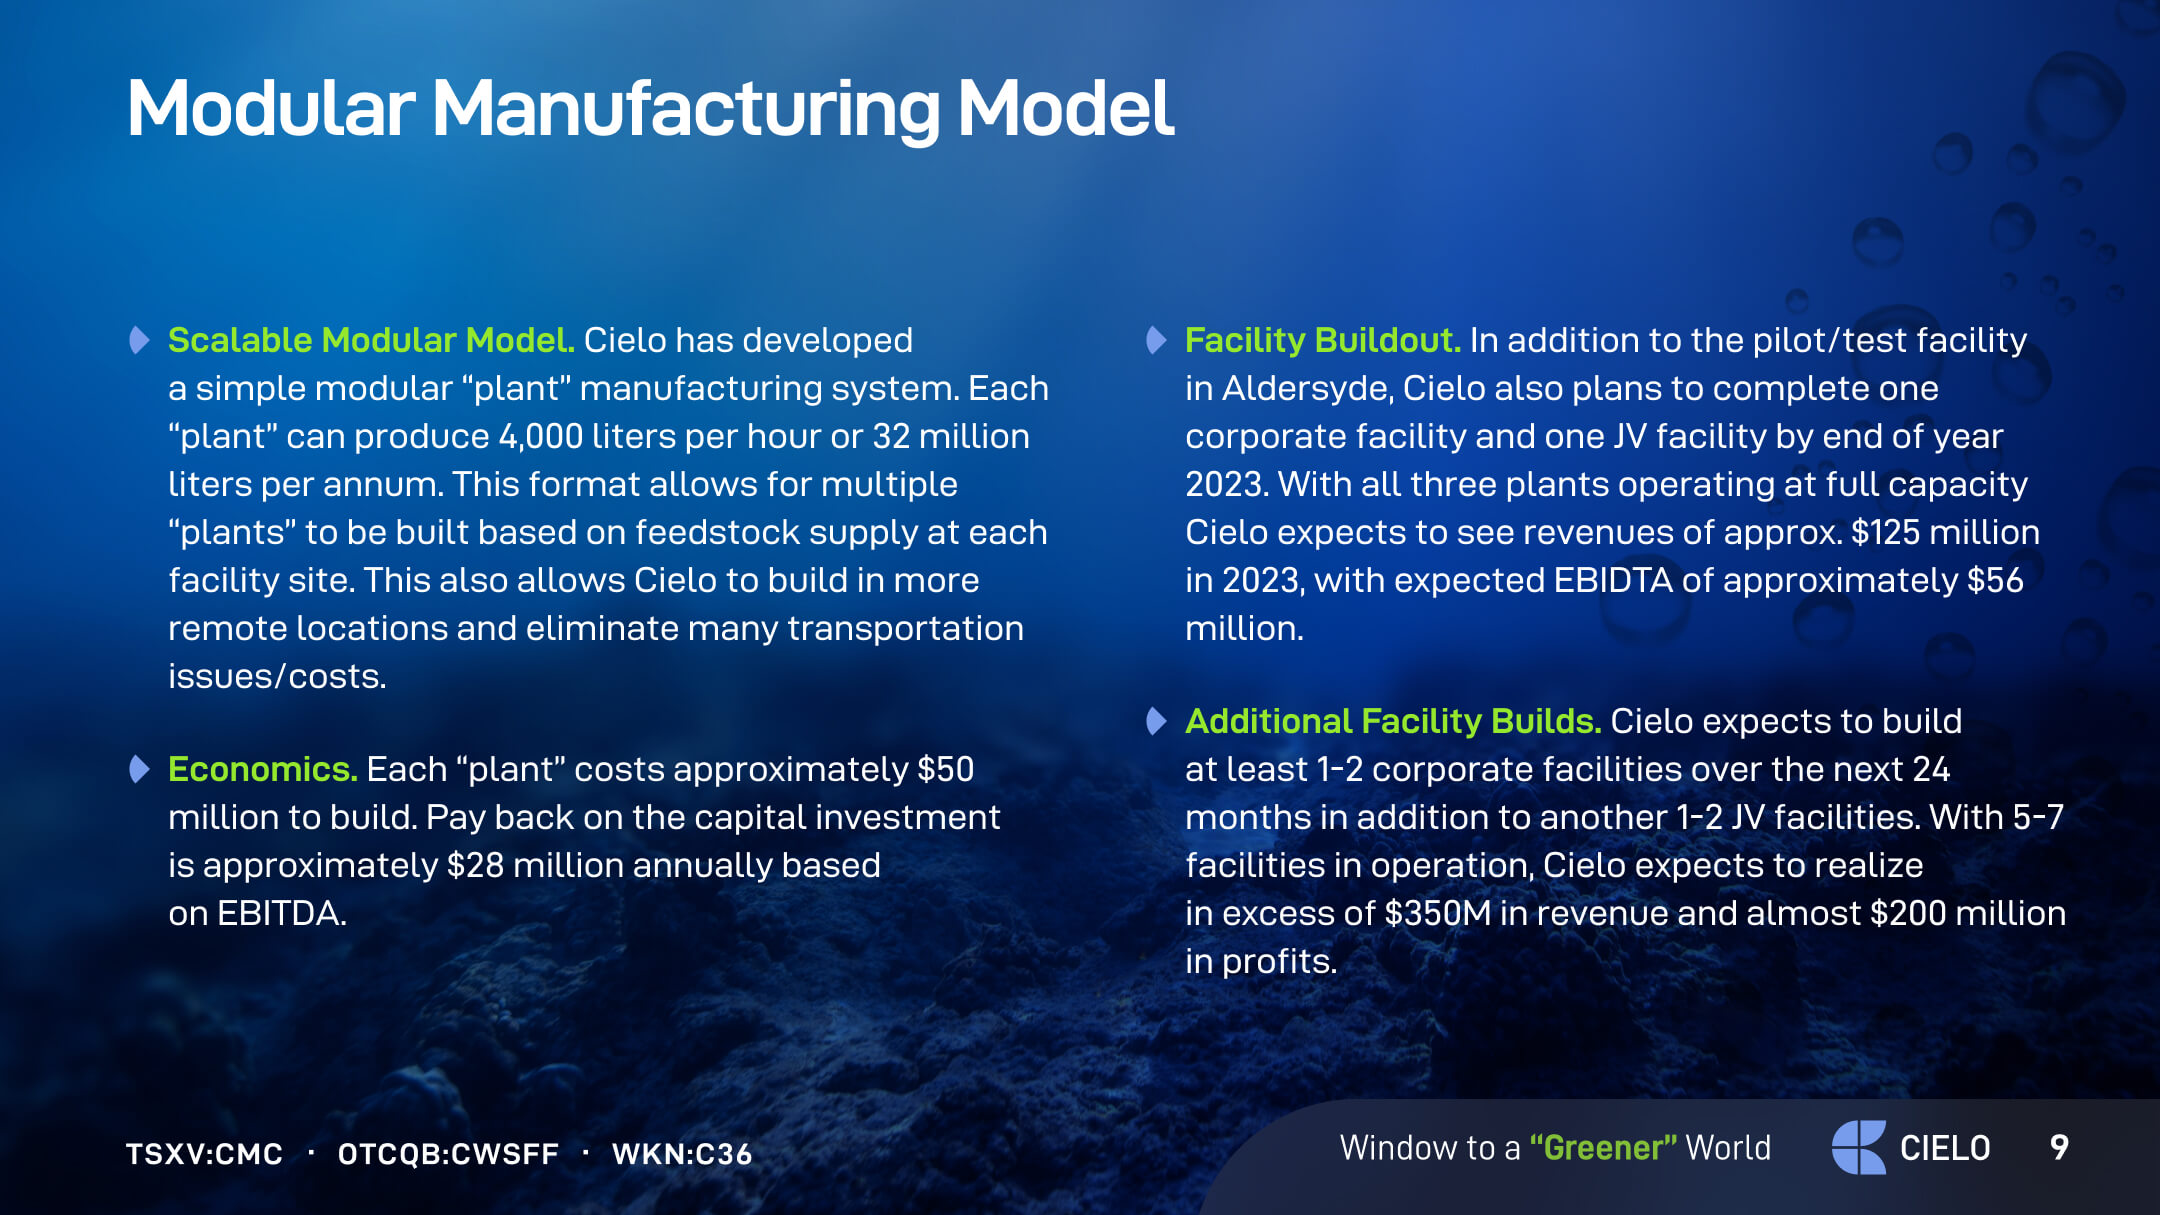 Modular Manufacturing Model
Scalable Modular Model. Cielo has developed
a simple modular “plant” manufacturing system. Each
“plant” can produce 4,000 liters per hour or 32 million
liters per annum. This format allows for multiple
“plants” to be built based on feedstock supply at each
facility site. This also allows Cielo to build in more
remote locations and eliminate many transportation
issues/costs.
Economics. Each “plant” costs approximately $50
million to build. Pay back on the capital investment
is approximately $28 million annually based
on EBITDA.
Facility Buildout. In addition to the pilot/test facility
in Aldersyde, Cielo also plans to complete one
corporate facility and one JV facility by end of year
2023. With all three plants operating at full capacity
Cielo expects to see revenues of approx. $125 million
in 2023, with expected EBIDTA of approximately $56
million.
Additional Facility Builds. Cielo expects to build
at least 1-2 corporate facilities over the next 24
months in addition to another 1-2 JV facilities. With 5-7
facilities in operation, Cielo expects to realize
in excess of $350M in revenue and almost $200 million
in profits.
TSXV:CMC · OTCQB:CWSFF · WKN:C36
Window to a “Greener” World
CIELO
9